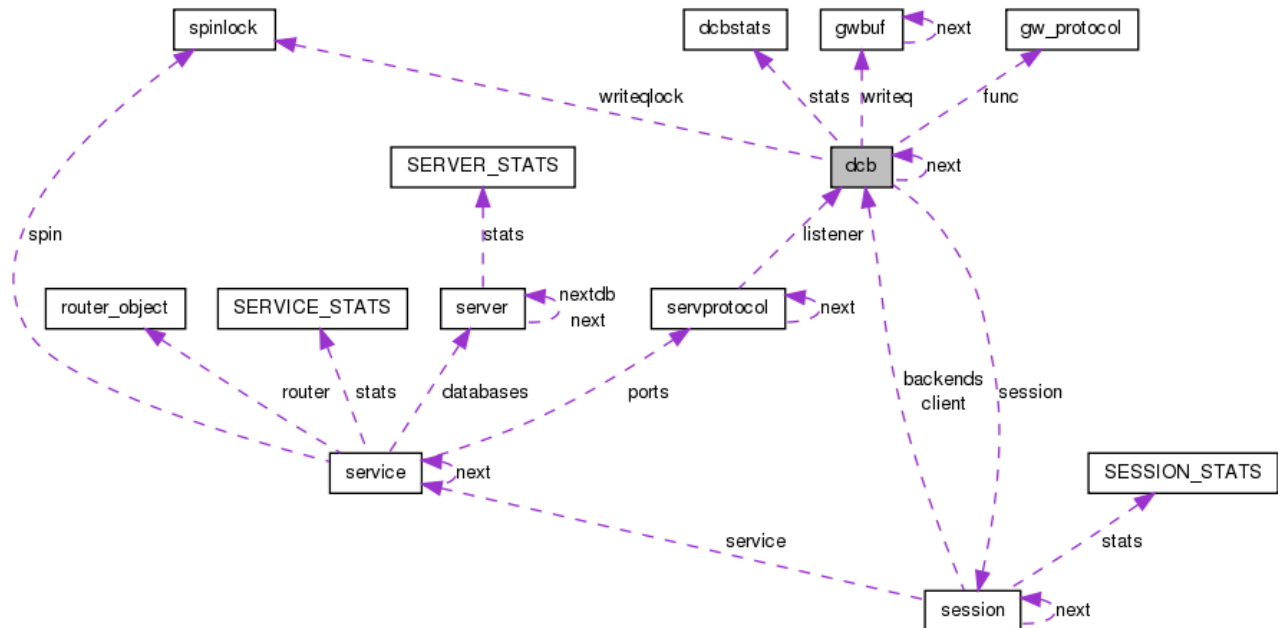 spinlock
dcbstats
gwbuf
next
gw_protocol
writeqlock
stats
writeq
func
SERVER_STATS
dcb
next
spin
stats
listener
router_object
SERVICE_STATS
server
nextdb
next
servprotocol
next
router
stats
databases
ports
backends
client
session
service
next
SESSION_STATS
service
stats
session
next